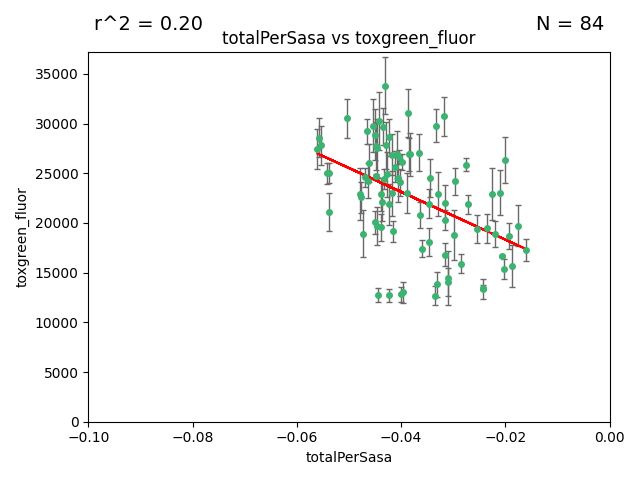 r^2 = 0.20
N = 84
totalPerSasa vs toxgreen_fluor
35000
30000
25000
20000
15000
10000
5000
0
toxgreen_fluor
−0.10
−0.08
−0.06
−0.04
−0.02
0.00
totalPerSasa